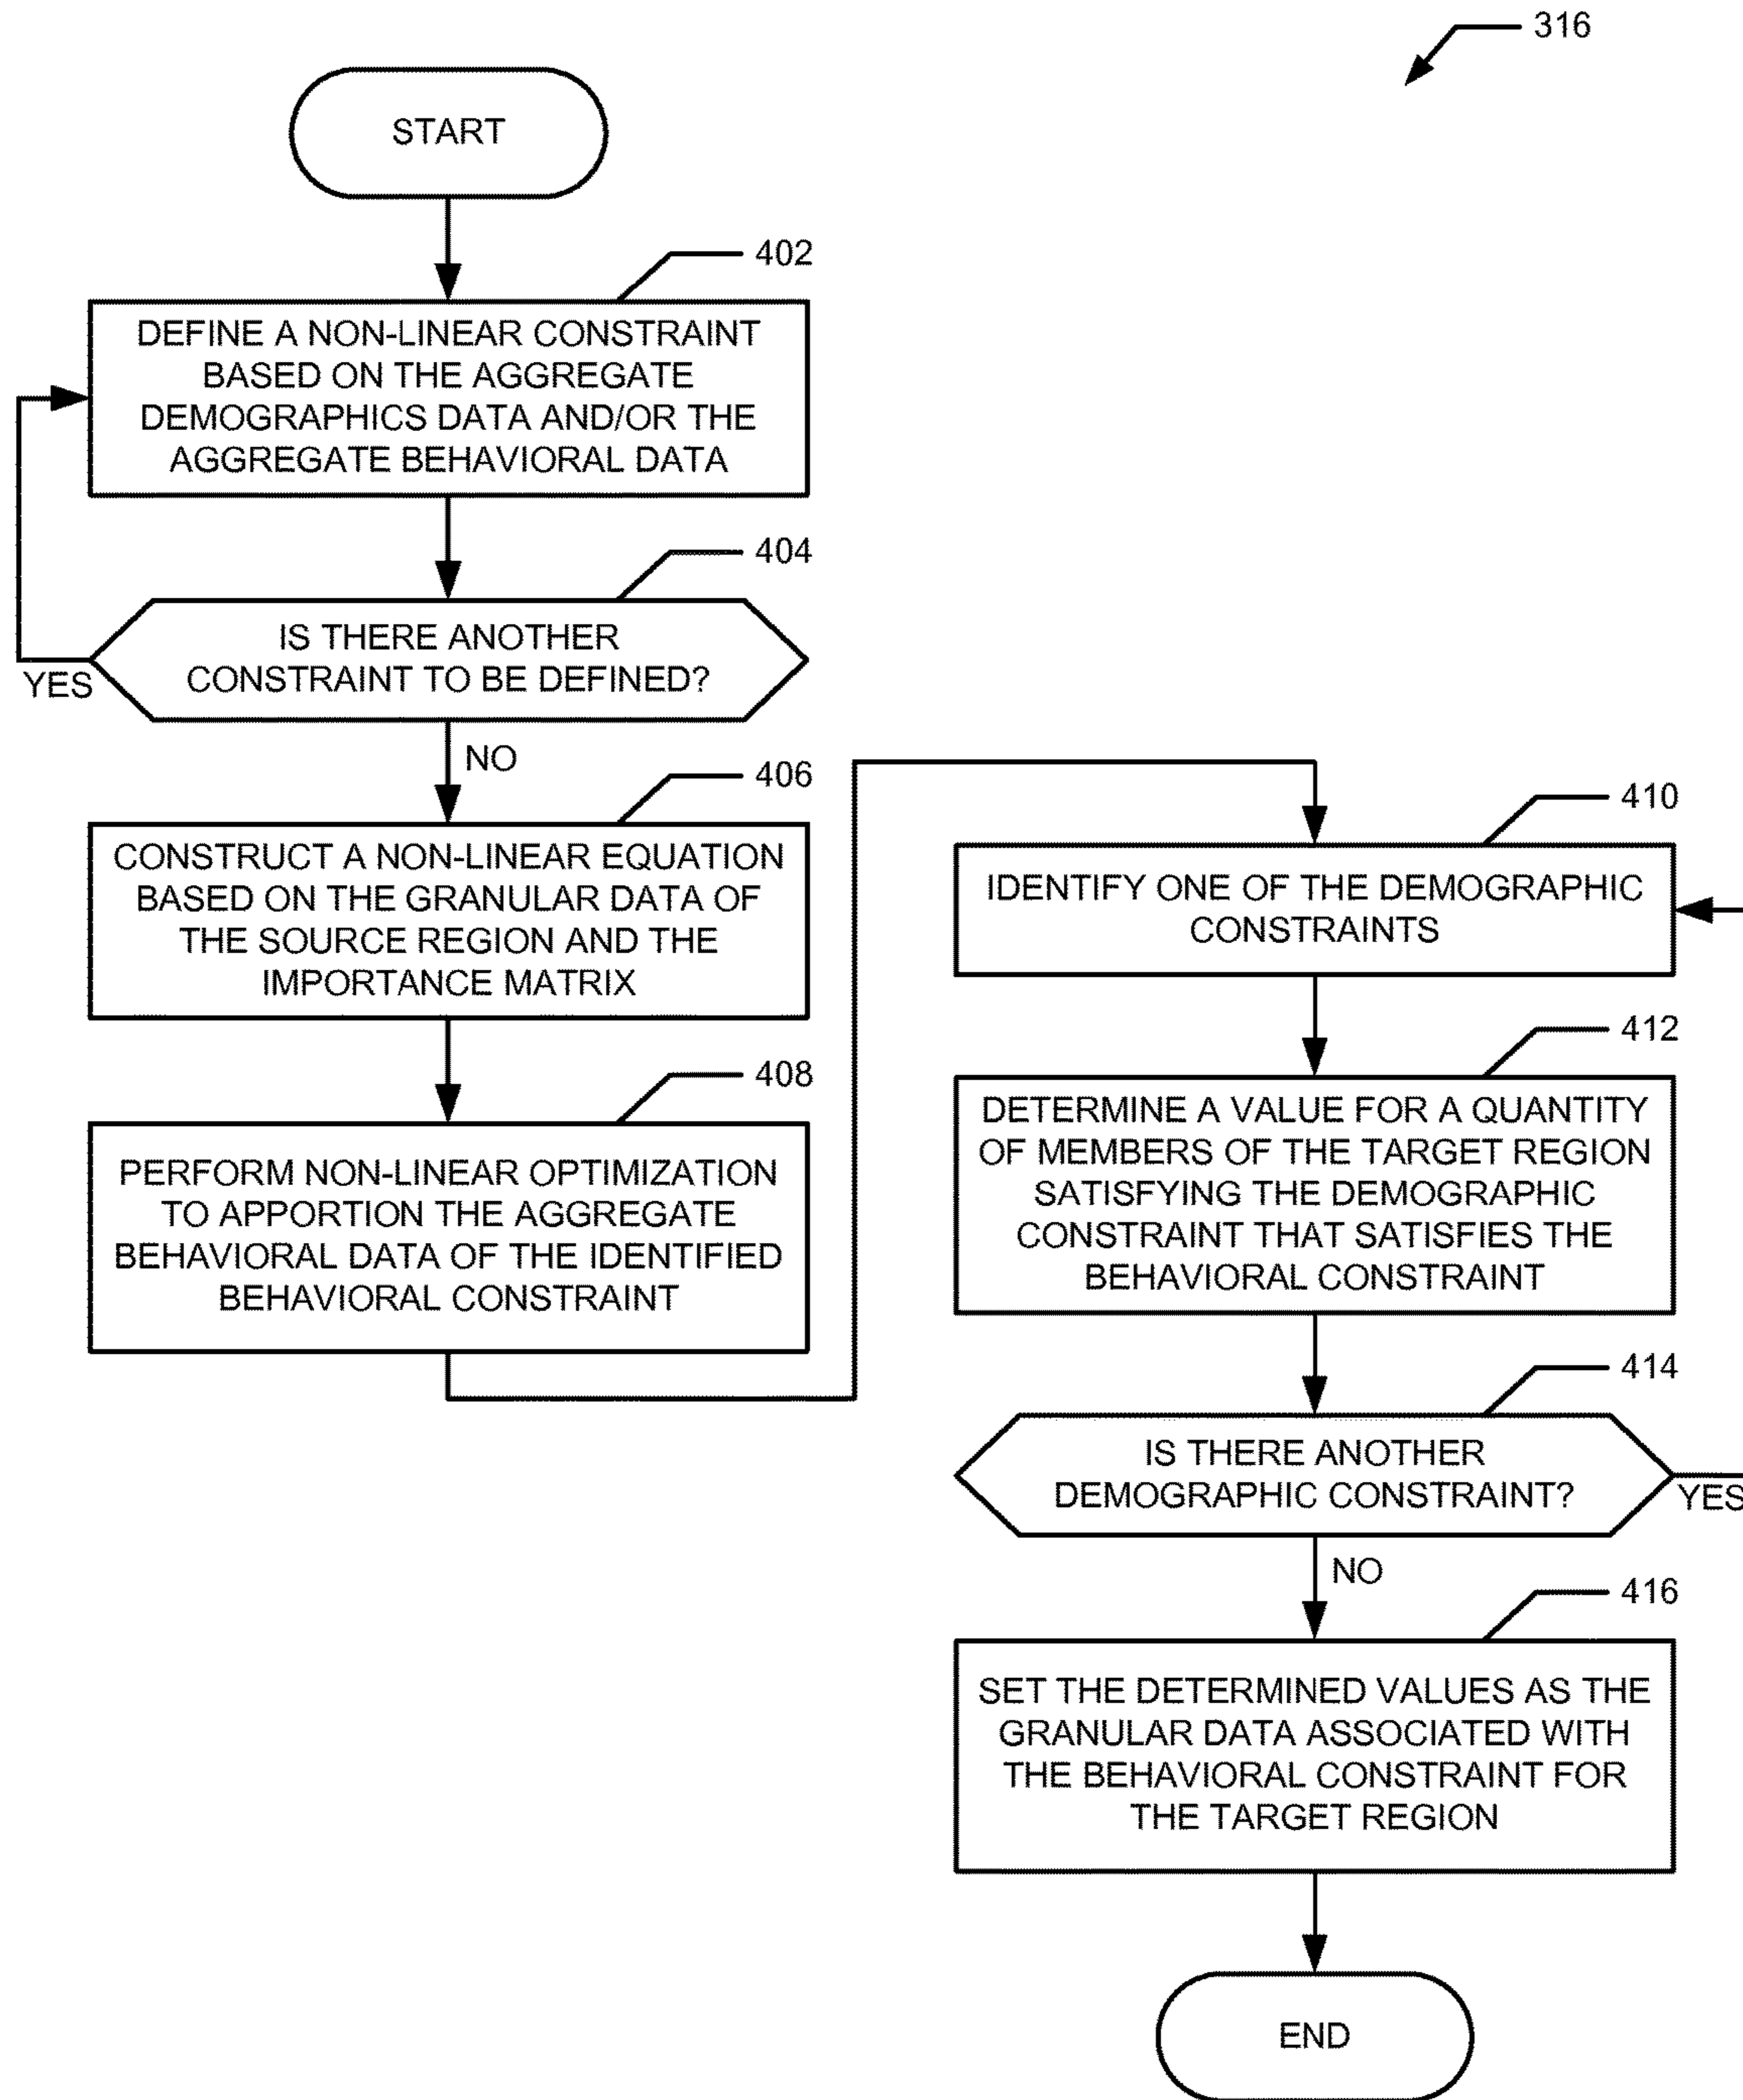 316
START
402
DEFINE A NON-LINEAR CONSTRAINT
BASED ON THE AGGREGATE
DEMOGRAPHICS DATA AND/OR THE
AGGREGATE BEHAVIORAL DATA
404
IS THERE ANOTHER
CONSTRAINT TO BE DEFINED?
YES
NO
406
CONSTRUCT A NON-LINEAR EQUATION
BASED ON THE GRANULAR DATA OF
THE SOURCE REGION AND THE
IMPORTANCE MATRIX
408
PERFORM NON-LINEAR OPTIMIZATION
TO APPORTION THE AGGREGATE
BEHAVIORAL DATA OF THE IDENTIFIED
BEHAVIORAL CONSTRAINT
410
IDENTIFY ONE OF THE DEMOGRAPHIC
CONSTRAINTS
412
DETERMINE A VALUE FOR A QUANTITY
OF MEMBERS OF THE TARGET REGION
SATISFYING THE DEMOGRAPHIC
CONSTRAINT THAT SATISFIES THE
BEHAVIORAL CONSTRAINT
414
IS THERE ANOTHER
DEMOGRAPHIC CONSTRAINT?
YES
NO
416
SET THE DETERMINED VALUES AS THE
GRANULAR DATA ASSOCIATED WITH
THE BEHAVIORAL CONSTRAINT FOR
THE TARGET REGION
END